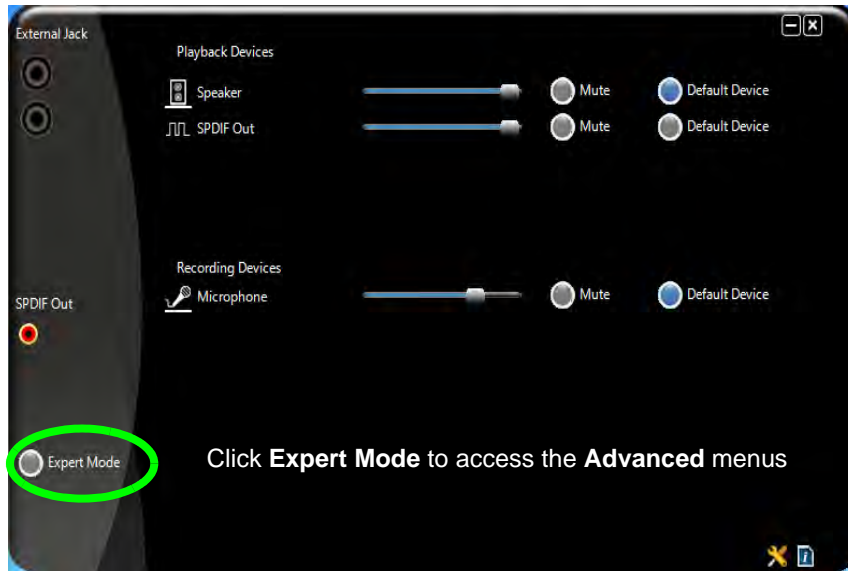 External Jack
Playback Devices
Speaker Mute Default Device
SPDIF Out Mute Default Device
Recording Devices
Microphone Mute Default Device
SPDIF Out
Expert Mode
Click Expert Mode to access the Advanced menus